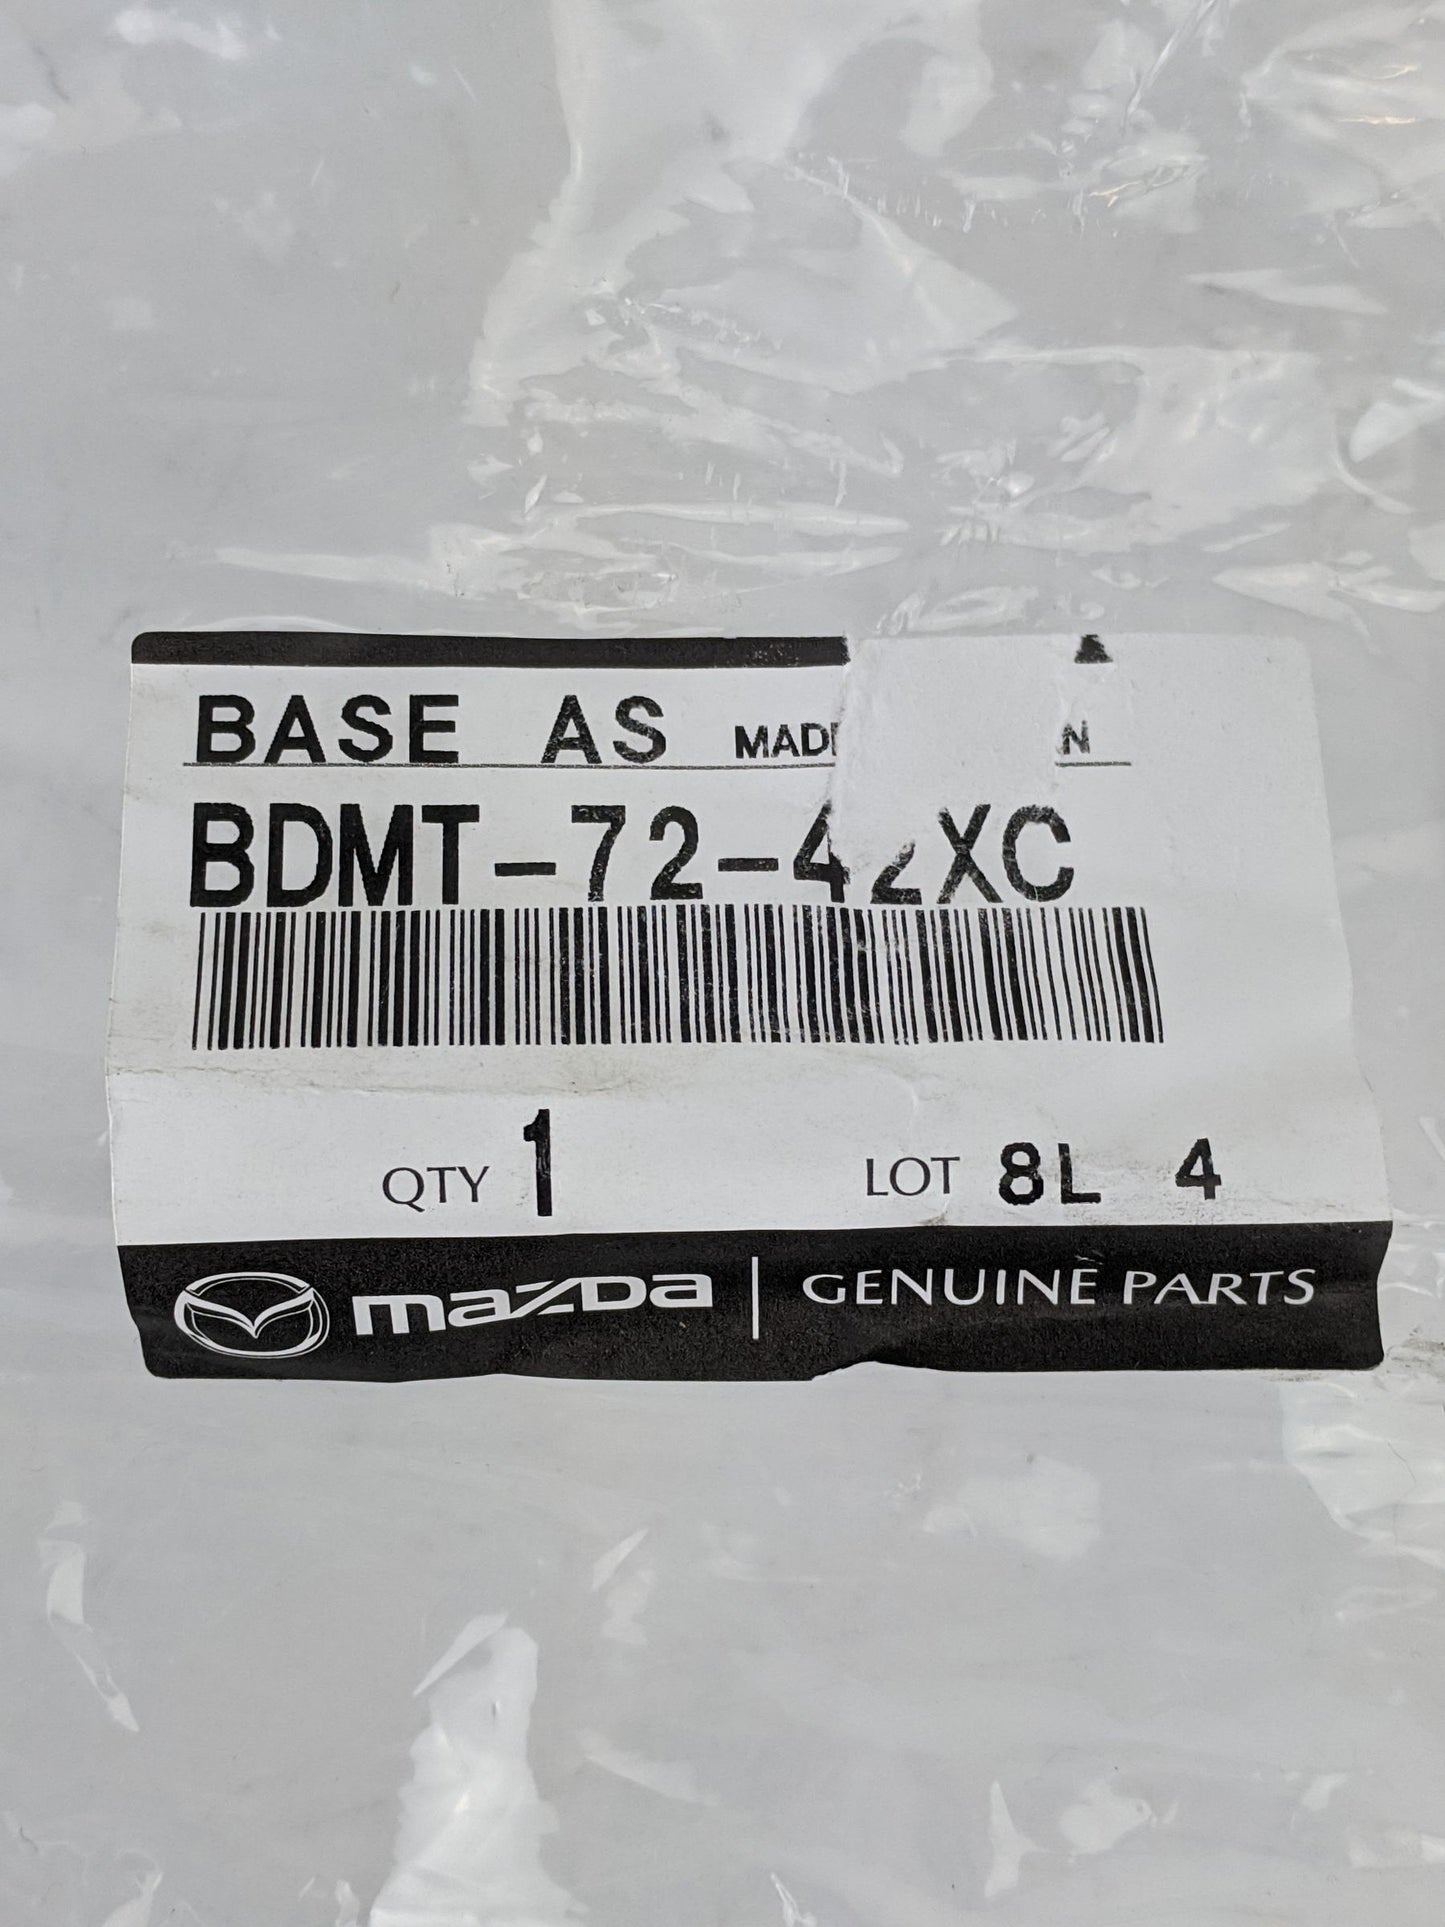 BASE AS
BDMT-72-42XC
QTY 1 LOT 8L 4
mazda | GENUINE PARTS